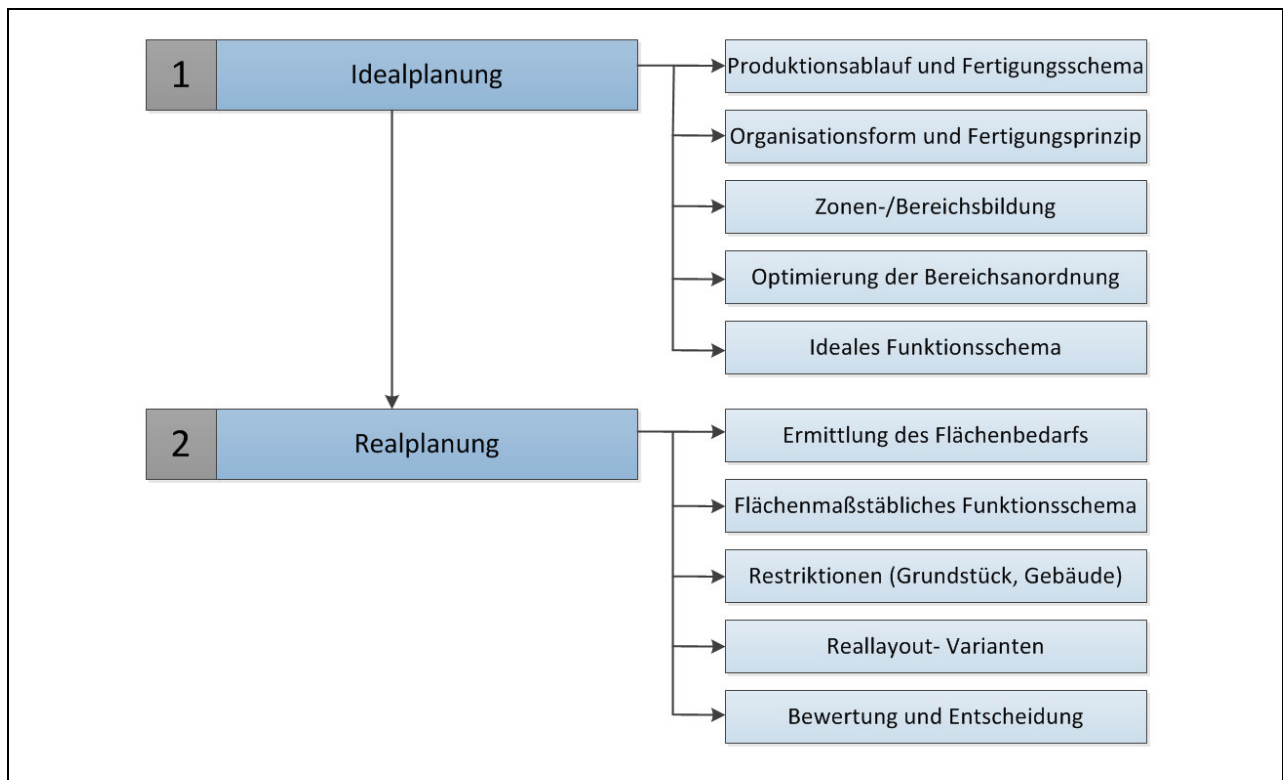 1
Idealplanung
Produktionsablauf und Fertigungsschema
Organisationsform und Fertigungsprinzip
Zonen-/Bereichsbildung
Optimierung der Bereichsanordnung
Ideales Funktionsschema
2
Realplanung
Ermittlung des Flächenbedarfs
Flächenmaßstäbliches Funktionsschema
Restriktionen (Grundstück, Gebäude)
Reallayout- Varianten
Bewertung und Entscheidung